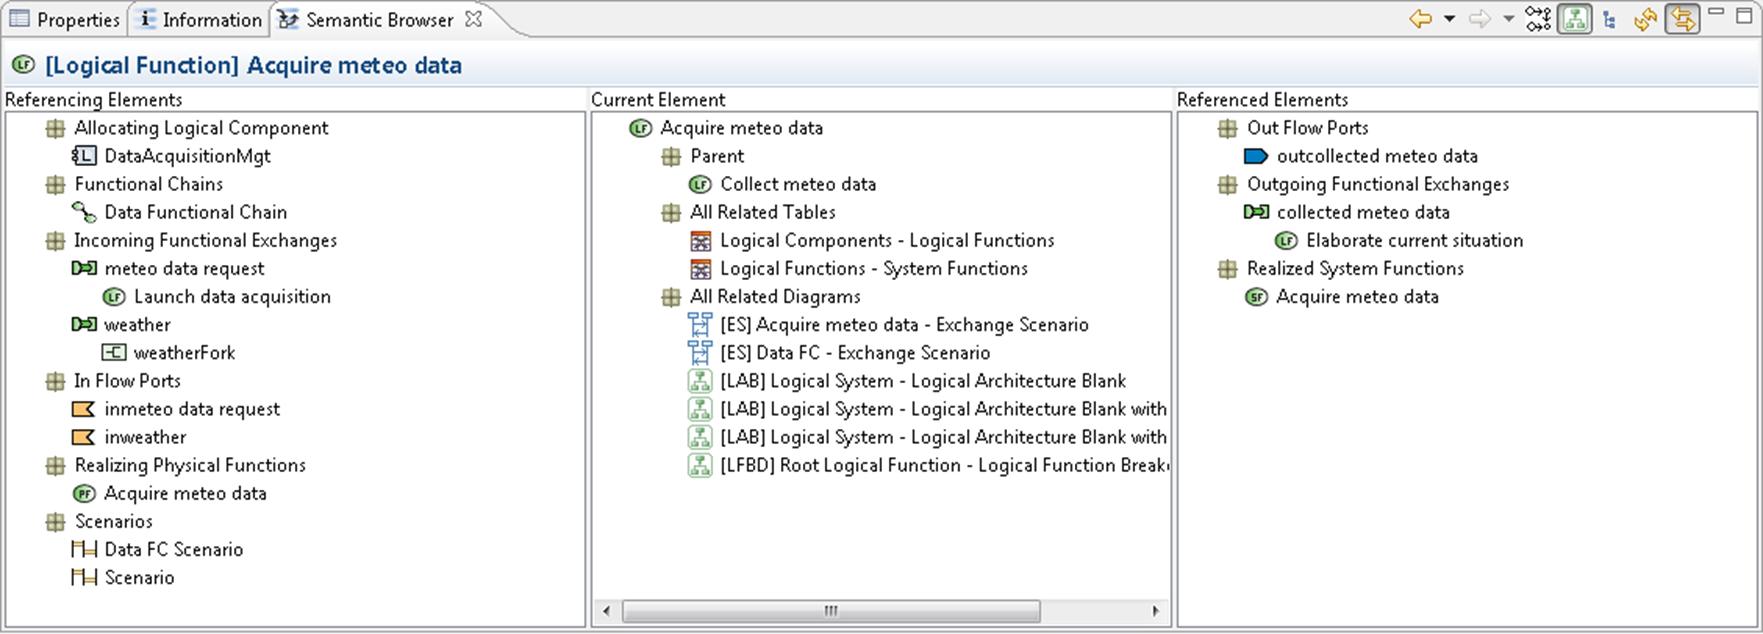 Properties Information Semantic Browser
[Logical Function] Acquire meteo data
Referencing Elements
Allocating Logical Component
DataAcquisitionMgt
Functional Chains
Data Functional Chain
Incoming Functional Exchanges
meteo data request
Launch data acquisition
weather
weatherFork
In Flow Ports
inmeteo data request
inweather
Realizing Physical Functions
Acquire meteo data
Scenarios
Data FC Scenario
Scenario
Current Element
Acquire meteo data
Parent
Collect meteo data
All Related Tables
Logical Components - Logical Functions
Logical Functions - System Functions
All Related Diagrams
[ES] Acquire meteo data - Exchange Scenario
[ES] Data FC - Exchange Scenario
[LAB] Logical System - Logical Architecture Blank
[LAB] Logical System - Logical Architecture Blank with
[LAB] Logical System - Logical Architecture Blank with
[LFBD] Root Logical Function - Logical Function Break
Referenced Elements
Out Flow Ports
outcollected meteo data
Outgoing Functional Exchanges
collected meteo data
Elaborate current situation
Realized System Functions
Acquire meteo data